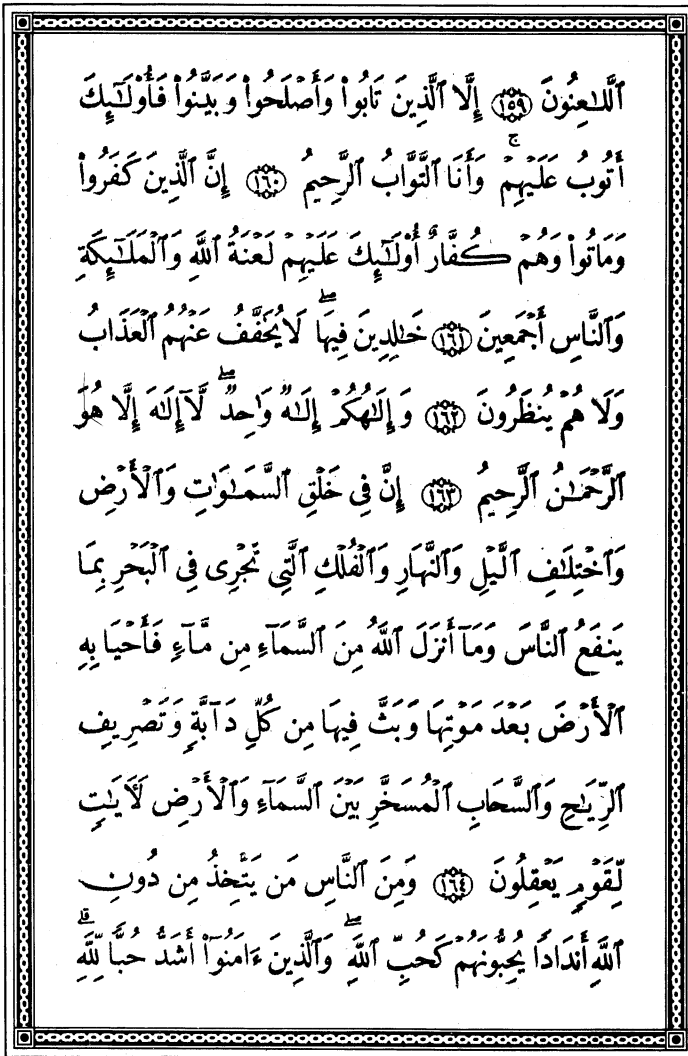 ٱللَّـٰعِنُونَ ١٥٩ إِلَّا ٱلَّذِينَ تَابُوا۟ وَأَصْلَحُوا۟ وَبَيَّنُوا۟ فَأُو۟لَـٰٓئِكَ
أَتُوبُ عَلَيْهِمْ ۚ وَأَنَا ٱلتَّوَّابُ ٱلرَّحِيمُ ١٦٠ إِنَّ ٱلَّذِينَ كَفَرُوا۟
وَمَاتُوا۟ وَهُمْ كُفَّارٌ أُو۟لَـٰٓئِكَ عَلَيْهِمْ لَعْنَةُ ٱللَّهِ وَٱلْمَلَـٰٓئِكَةِ
وَٱلنَّاسِ أَجْمَعِينَ ١٦١ خَـٰلِدِينَ فِيهَا ۖ لَا يُخَفَّفُ عَنْهُمُ ٱلْعَذَابُ
وَلَا هُمْ يُنظَرُونَ ١٦٢ وَإِلَـٰهُكُمْ إِلَـٰهٌ وَٰحِدٌ ۖ لَّآ إِلَـٰهَ إِلَّا هُوَ
ٱلرَّحْمَـٰنُ ٱلرَّحِيمُ ١٦٣ إِنَّ فِى خَلْقِ ٱلسَّمَـٰوَٰتِ وَٱلْأَرْضِ
وَٱخْتِلَـٰفِ ٱلَّيْلِ وَٱلنَّهَارِ وَٱلْفُلْكِ ٱلَّتِى تَجْرِى فِى ٱلْبَحْرِ بِمَا
يَنفَعُ ٱلنَّاسَ وَمَآ أَنزَلَ ٱللَّهُ مِنَ ٱلسَّمَآءِ مِن مَّآءٍ فَأَحْيَا بِهِ
ٱلْأَرْضَ بَعْدَ مَوْتِهَا وَبَثَّ فِيهَا مِن كُلِّ دَآبَّةٍ وَتَصْرِيفِ
ٱلرِّيَـٰحِ وَٱلسَّحَابِ ٱلْمُسَخَّرِ بَيْنَ ٱلسَّمَآءِ وَٱلْأَرْضِ لَـَٔايَـٰتٍ
لِّقَوْمٍ يَعْقِلُونَ ١٦٤ وَمِنَ ٱلنَّاسِ مَن يَتَّخِذُ مِن دُونِ
ٱللَّهِ أَندَادًا يُحِبُّونَهُمْ كَحُبِّ ٱللَّهِ ۖ وَٱلَّذِينَ ءَامَنُوٓا۟ أَشَدُّ حُبًّا لِّلَّهِ ۗ